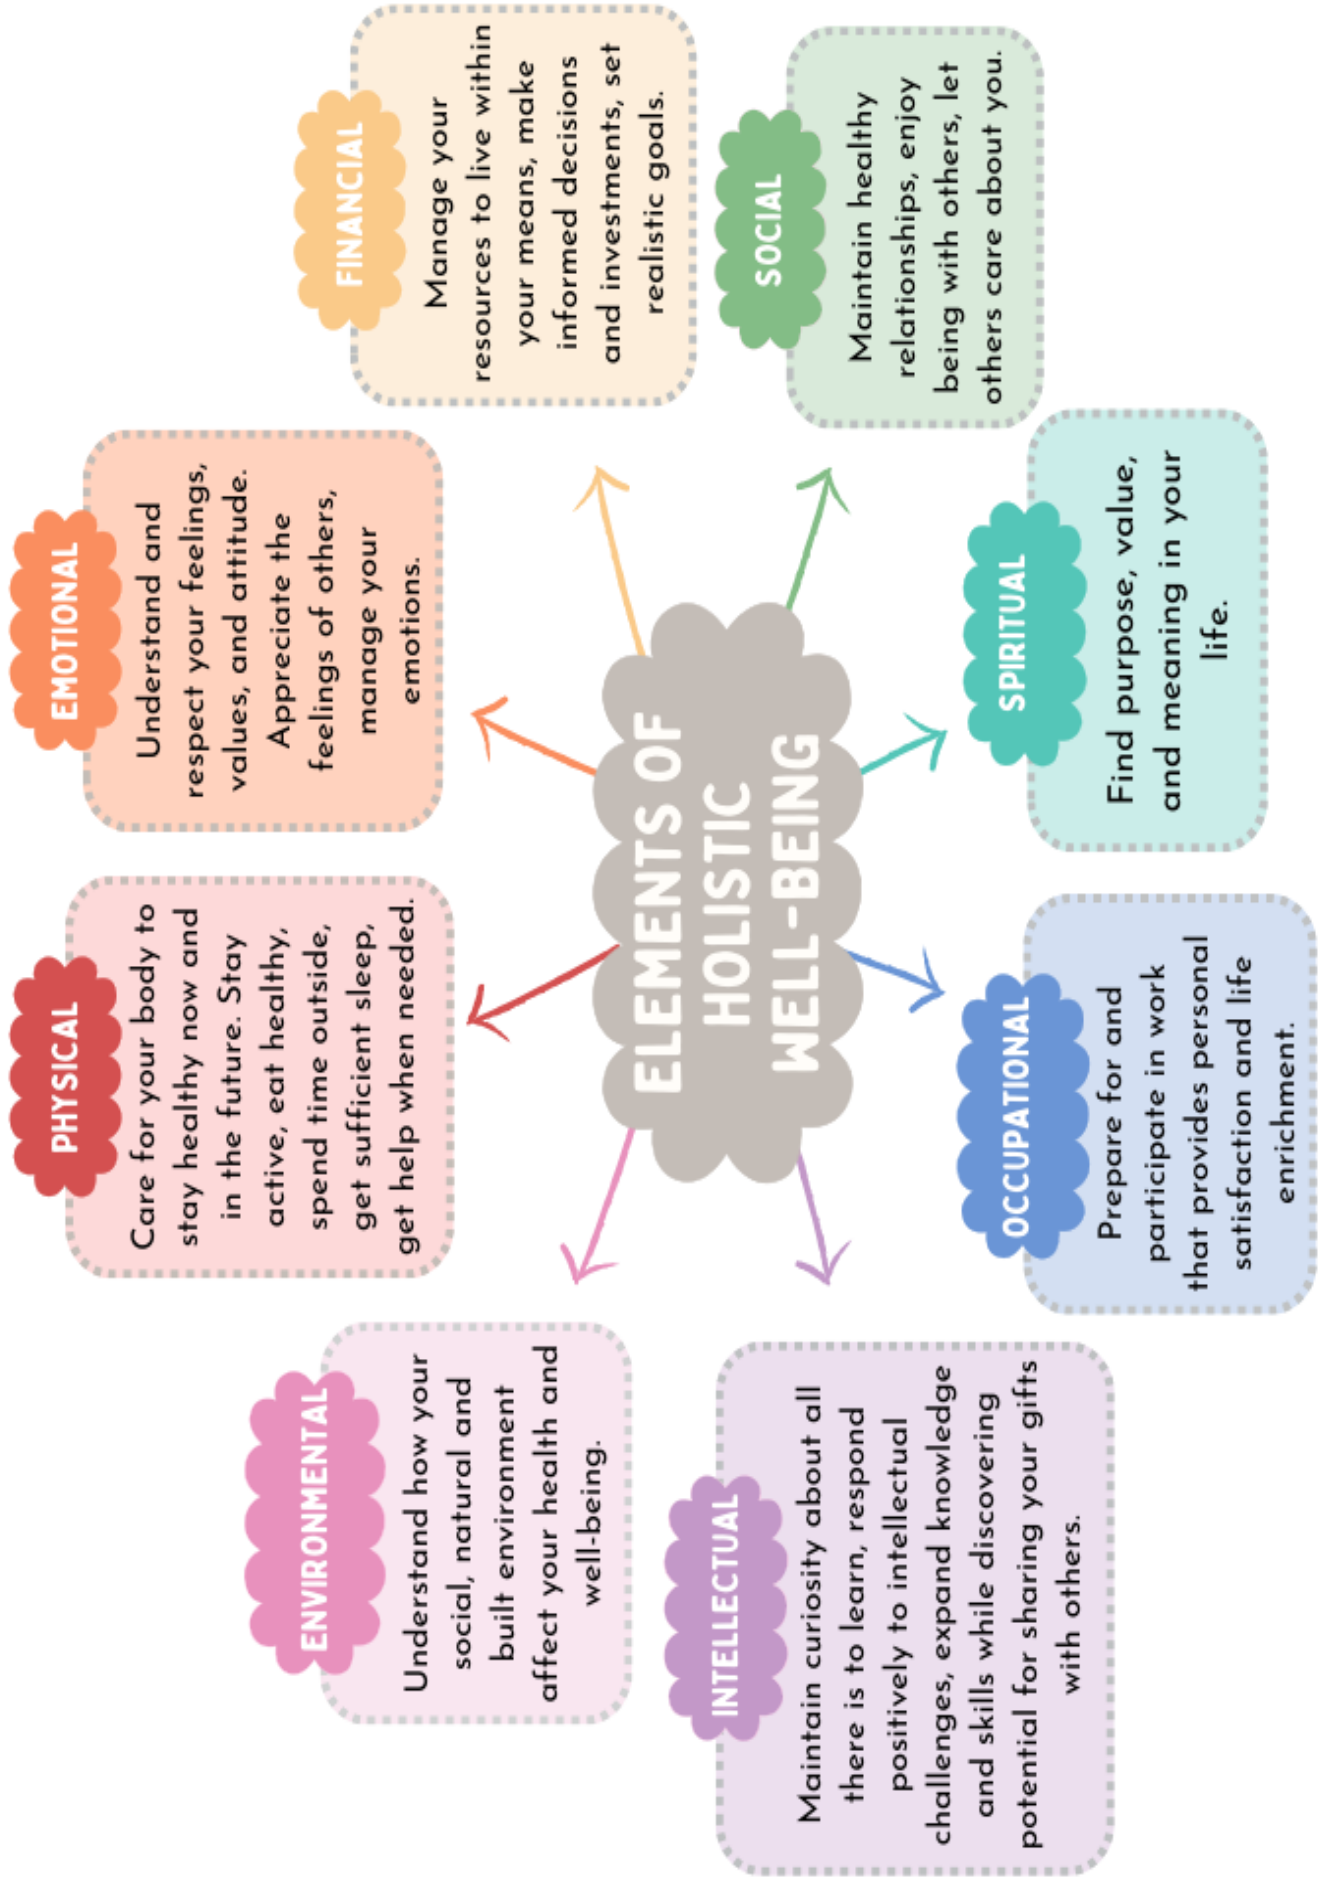 PHYSICAL
Care for your body to
stay healthy now and
in the future. Stay
active, eat healthy,
spend time outside,
get sufficient sleep,
get help when needed.
EMOTIONAL
Understand and
respect your feelings,
values, and attitude.
Appreciate the
feelings of others,
manage your
emotions.
ENVIRONMENTAL
Understand how your
social, natural and
built environment
affect your health and
well-being.
FINANCIAL
Manage your
resources to live within
your means, make
informed decisions
and investments, set
realistic goals.
ELEMENTS OF
HOLISTIC
WELL-BEING
INTELLECTUAL
Maintain curiosity about all
there is to learn, respond
positively to intellectual
challenges, expand knowledge
and skills while discovering
potential for sharing your gifts
with others.
SOCIAL
Maintain healthy
relationships, enjoy
being with others, let
others care about you.
OCCUPATIONAL
Prepare for and
participate in work
that provides personal
satisfaction and life
enrichment.
SPIRITUAL
Find purpose, value,
and meaning in your
life.